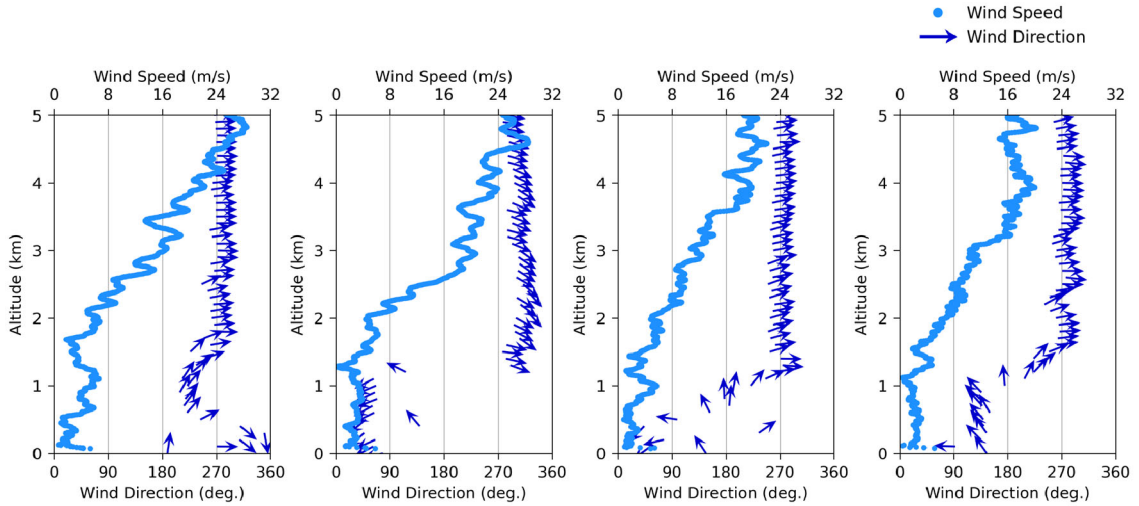 Wind Speed
Wind Direction
Wind Speed (m/s) Wind Speed (m/s) Wind Speed (m/s) Wind Speed (m/s)
0 8 16 24 32 0 8 16 24 32 0 8 16 24 32 0 8 16 24 32
5 5 5 5
4 4 4 4
3 3 3 3
2 2 2 2
1 1 1 1
0 0 0 0
Altitude (km) Altitude (km) Altitude (km) Altitude (km)
0 90 180 270 360 0 90 180 270 360 0 90 180 270 360 0 90 180 270 360
Wind Direction (deg.) Wind Direction (deg.) Wind Direction (deg.) Wind Direction (deg.)